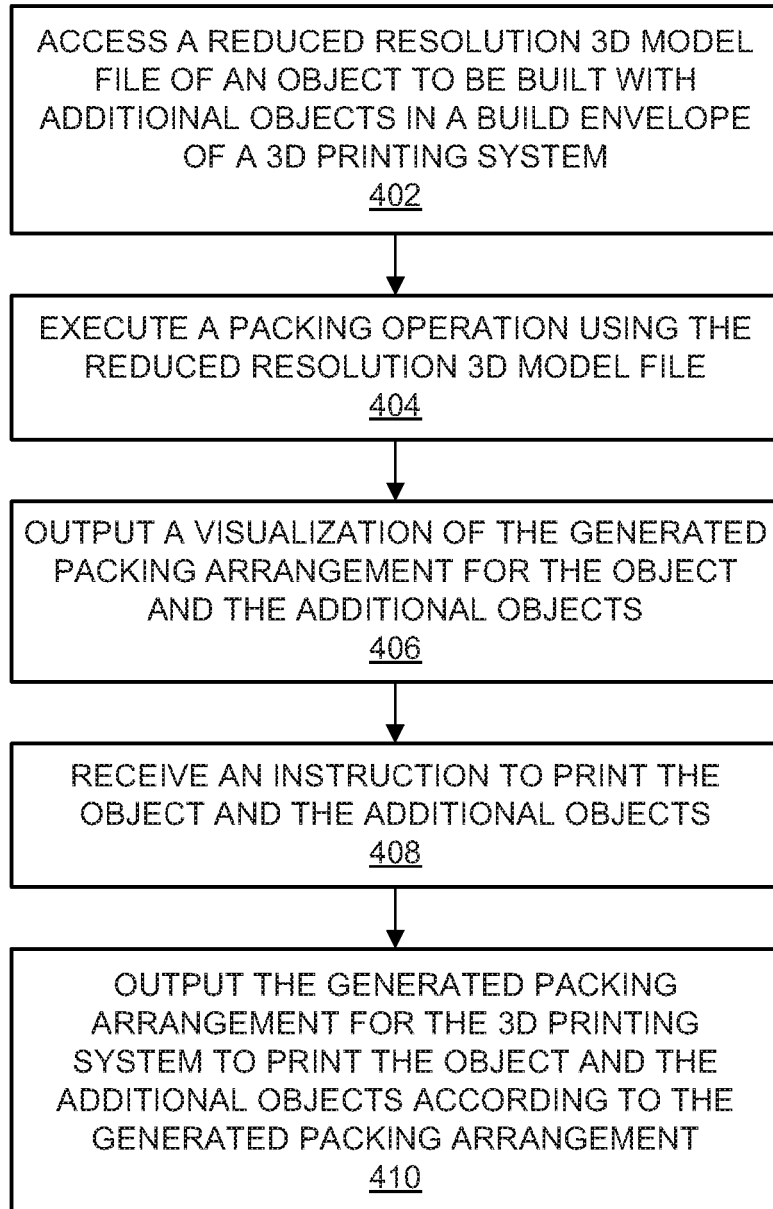 ACCESS A REDUCED RESOLUTION 3D MODEL
FILE OF AN OBJECT TO BE BUILT WITH
ADDITIOINAL OBJECTS IN A BUILD ENVELOPE
OF A 3D PRINTING SYSTEM
402
EXECUTE A PACKING OPERATION USING THE
REDUCED RESOLUTION 3D MODEL FILE
404
OUTPUT A VISUALIZATION OF THE GENERATED
PACKING ARRANGEMENT FOR THE OBJECT
AND THE ADDITIONAL OBJECTS
406
RECEIVE AN INSTRUCTION TO PRINT THE
OBJECT AND THE ADDITIONAL OBJECTS
408
OUTPUT THE GENERATED PACKING
ARRANGEMENT FOR THE 3D PRINTING
SYSTEM TO PRINT THE OBJECT AND THE
ADDITIONAL OBJECTS ACCORDING TO THE
GENERATED PACKING ARRANGEMENT
410